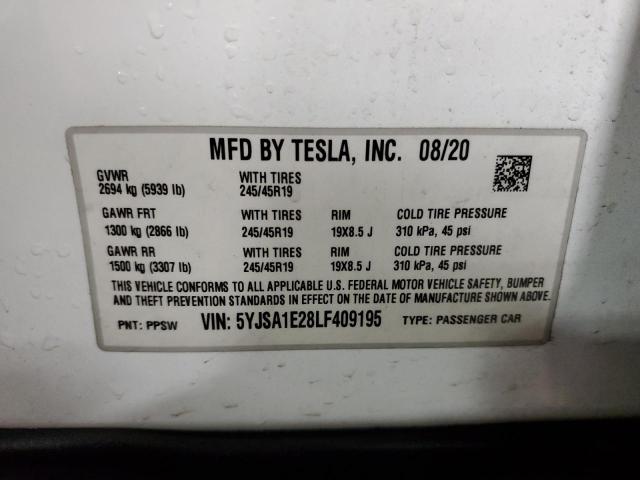 MFD BY TESLA, INC. 08/20
GVWR WITH TIRES
2694 kg (5939 lb) 245/45R19
GAWR FRT WITH TIRES RIM COLD TIRE PRESSURE
1300 kg (2866 lb) 245/45R19 19X8.5 J 310 kPa, 45 psi
GAWR RR WITH TIRES RIM COLD TIRE PRESSURE
1500 kg (3307 lb) 245/45R19 19X8.5 J 310 kPa, 45 psi
THIS VEHICLE CONFORMS TO ALL APPLICABLE U.S. FEDERAL MOTOR VEHICLE SAFETY, BUMPER
AND THEFT PREVENTION STANDARDS IN EFFECT ON THE DATE OF MANUFACTURE SHOWN ABOVE.
PNT: PPSW VIN: 5YJSA1E28LF409195 TYPE: PASSENGER CAR